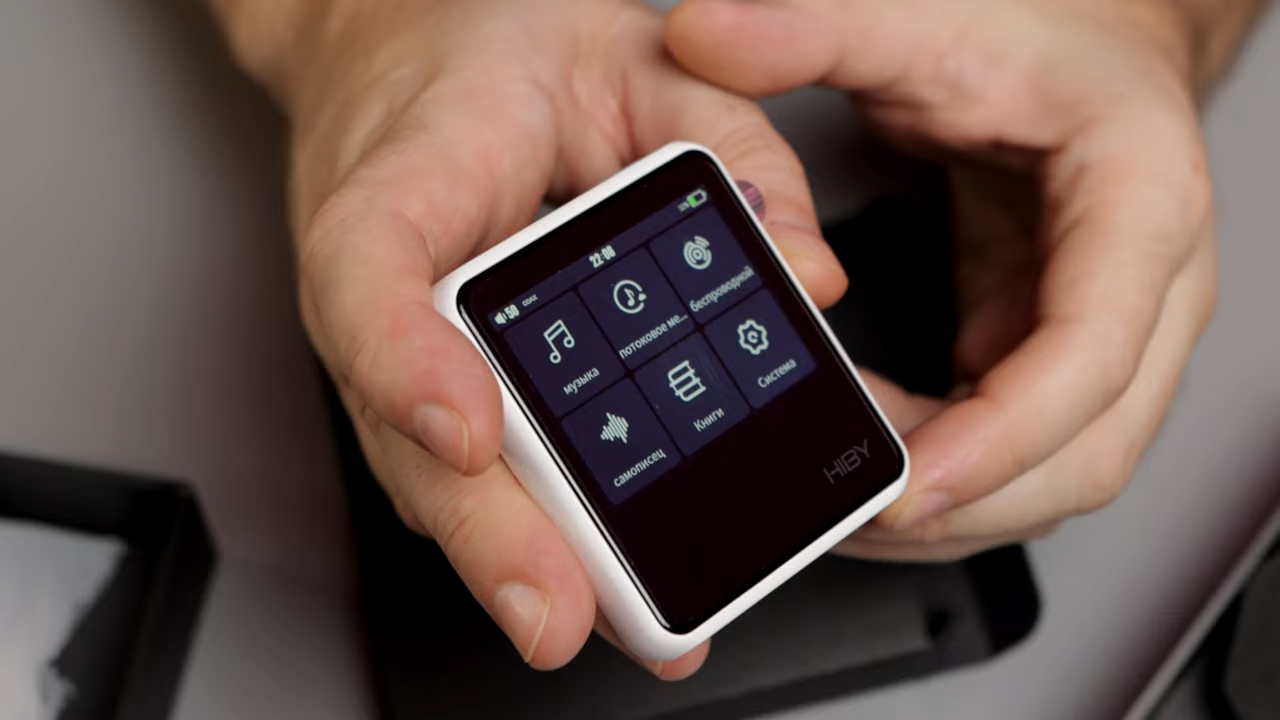 50
22:00
музыка
потоковое ме...
беспроводной
самописец
Книги
Система
HIBY